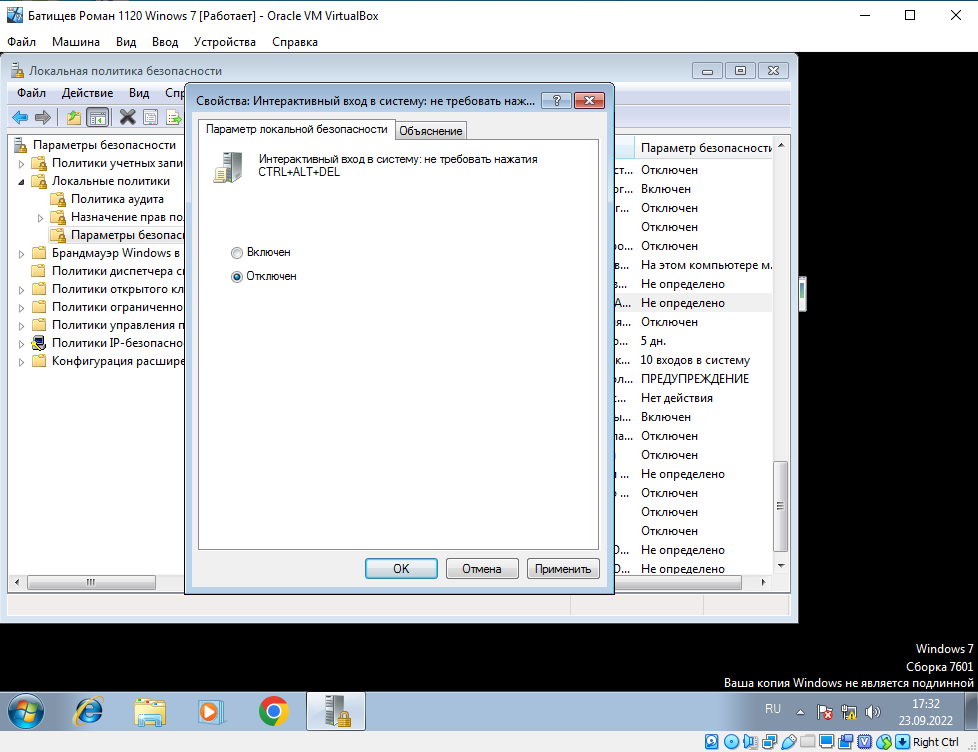 Батищев Роман 1120 Winows 7 [Работает] - Oracle VM VirtualBox
Файл Машина Вид Ввод Устройства Справка
Локальная политика безопасности
Файл Действие Вид Спр
Свойства: Интерактивный вход в систему: не требовать наж...
Параметр локальной безопасности
Объяснение
Интерактивный вход в систему: не требовать нажатия
CTRL+ALT+DEL
Включен
Отключен
OK Отмена Применить
Параметры безопасности
Политики учетных запи
Локальные политики
Политика аудита
Назначение прав по
Параметры безопас
Брандмауэр Windows в
Политики диспетчера с
Политики открытого кл
Политики ограниченно
Политики управления п
Политики IP-безопасно
Конфигурация расшире
Параметр безопасности
ст... Отключен
ог... Включен
г... Отключен
Отключен
ро... Отключен
в... На этом компьютере м.
в... Не определено
А... Не определено
я... Отключен
о... 5 дн.
к... 10 входов в систему
ол... ПРЕДУПРЕЖДЕНИЕ
с... Нет действия
ы... Включен
па... Отключен
Отключен
... Не определено
о ... Отключен
Отключен
Отключен
О... Не определено
О... Не определено
Windows 7
Сборка 7601
Ваша копия Windows не является подлинной
RU
17:32
23.09.2022
Right Ctrl